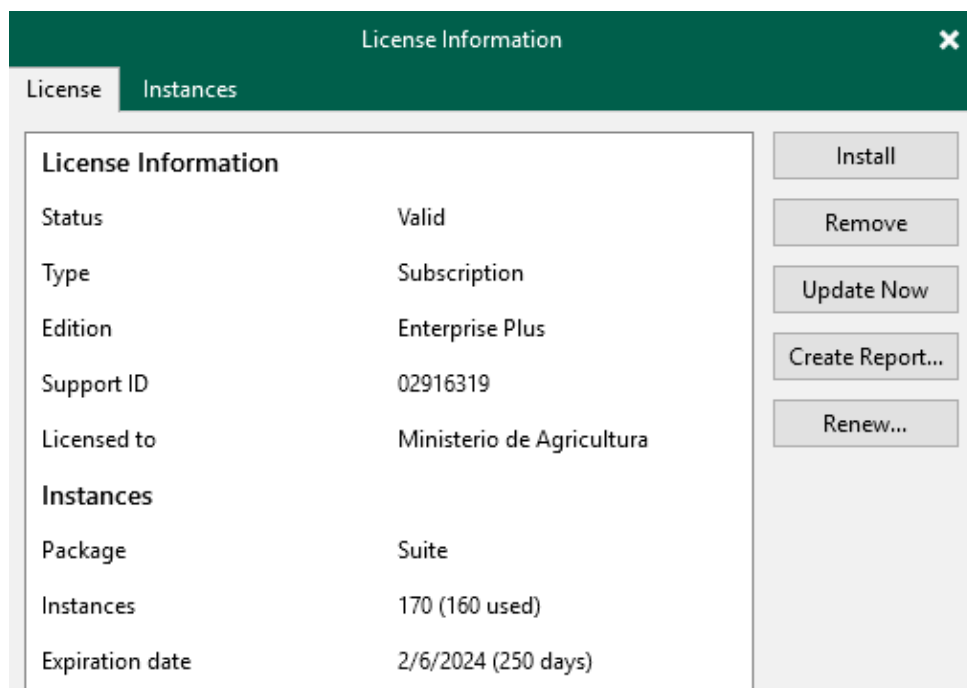 License Information
License Instances
License Information
Status Valid
Type Subscription
Edition Enterprise Plus
Support ID 02916319
Licensed to Ministerio de Agricultura
Instances
Package Suite
Instances 170 (160 used)
Expiration date 2/6/2024 (250 days)
Install
Remove
Update Now
Create Report...
Renew...